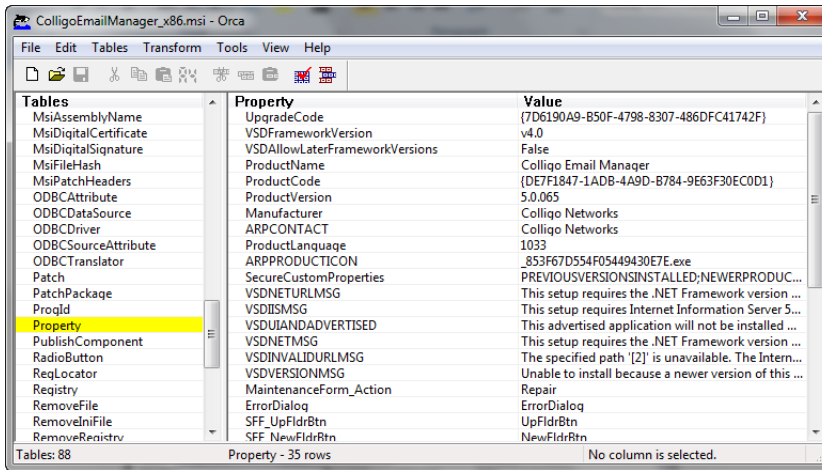 ColligoEmailManager_x86.msi - Orca
File Edit Tables Transform Tools View Help
Tables
MsiAssemblyName
MsiDigitalCertificate
MsiDigitalSignature
MsiFileHash
MsiPatchHeaders
ODBCAttribute
ODBCDataSource
ODBCDriver
ODBCSourceAttribute
ODBCTranslator
Patch
PatchPackage
ProgId
Property
PublishComponent
RadioButton
RegLocator
Registry
RemoveFile
RemoveIniFile
RemoveRegistry
Property Value
UpgradeCode {7D6190A9-B50F-4798-8307-486DFC41742F}
VSDFrameworkVersion v4.0
VSDAllowLaterFrameworkVersions False
ProductName Colligo Email Manager
ProductCode {DE7F1847-1ADB-4A9D-B784-9E63F30EC0D1}
ProductVersion 5.0.065
Manufacturer Colligo Networks
ARPCONTACT Colligo Networks
ProductLanguage 1033
ARPPRODUCTICON _853F67D554F05449430E7E.exe
SecureCustomProperties PREVIOUSVERSIONSINSTALLED;NEWERPRODUC...
VSDNETURLMSG This setup requires the .NET Framework version ...
VSDIISMSG This setup requires Internet Information Server 5...
VSDUIANDADVERTISED This advertised application will not be installed ...
VSDNETMSG This setup requires the .NET Framework version ...
VSDINVALIDURLMSG The specified path '[2]' is unavailable. The Intern...
VSDVERSIONMSG Unable to install because a newer version of this ...
MaintenanceForm_Action Repair
ErrorDialog ErrorDialog
SFF_UpFldrBtn UpFldrBtn
SFF_NewFldrBtn NewFldrBtn
Tables: 88 Property - 35 rows No column is selected.